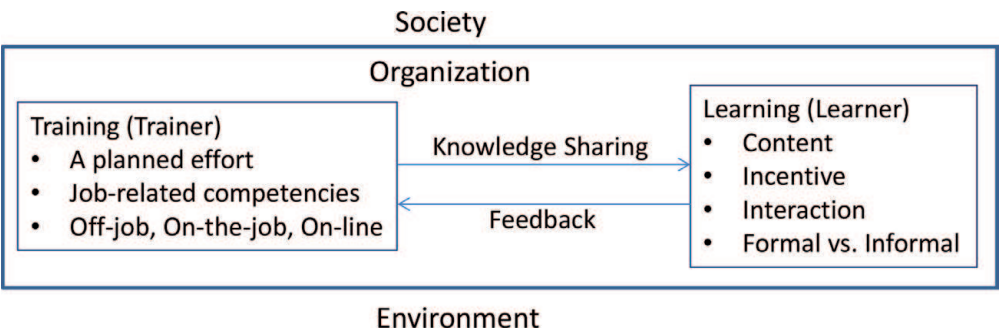 Society
Organization
Training (Trainer)
• A planned effort
• Job-related competencies
• Off-job, On-the-job, On-line
Knowledge Sharing
Feedback
Learning (Learner)
• Content
• Incentive
• Interaction
• Formal vs. Informal
Environment